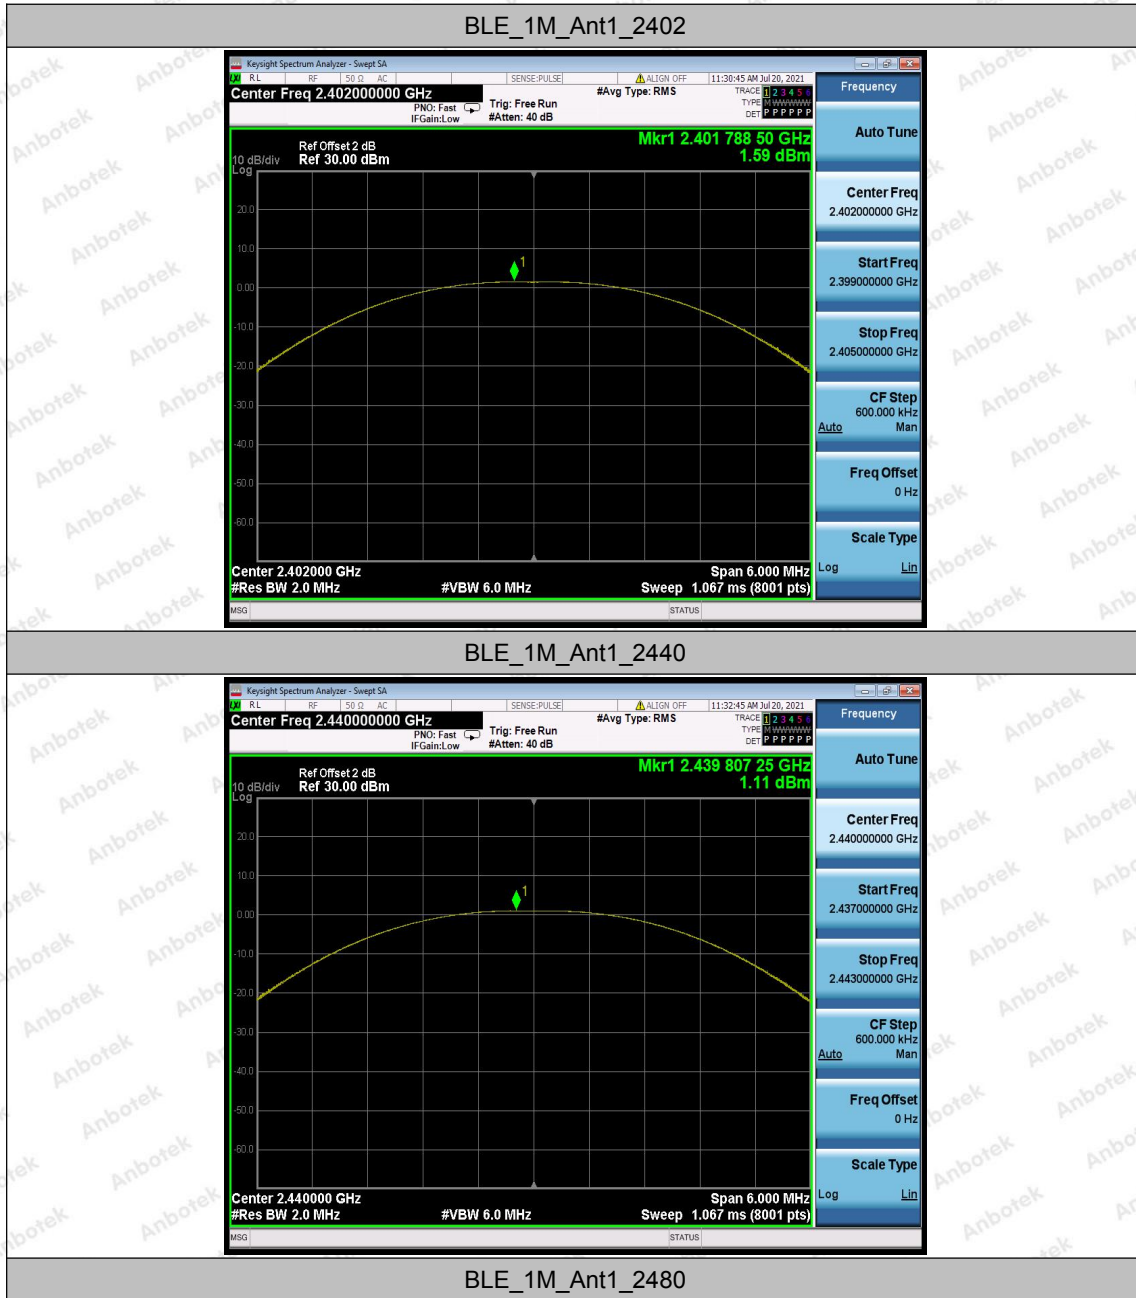 BLE_1M_Ant1_2402
Keysight Spectrum Analyzer - Swept SA
LXI RL RF 50 Ω AC SENSE:PULSE ALIGN OFF 11:30:45 AM Jul 20, 2021
Center Freq 2.402000000 GHz #Avg Type: RMS TRACE 1 2 3 4 5 6
PNO: Fast Trig: Free Run TYPE M WWWWW
IFGain:Low #Atten: 40 dB DET P P P P P P
Frequency
Auto Tune
Mkr1 2.401 788 50 GHz
1.59 dBm
Ref Offset 2 dB
10 dB/div Ref 30.00 dBm
Log
20.0
10.0
1
0.00
-10.0
-20.0
-30.0
-40.0
-50.0
-60.0
Center Freq
2.402000000 GHz
Start Freq
2.399000000 GHz
Stop Freq
2.405000000 GHz
CF Step
600.000 kHz
Auto Man
Freq Offset
0 Hz
Scale Type
Log Lin
Center 2.402000 GHz Span 6.000 MHz
#Res BW 2.0 MHz #VBW 6.0 MHz Sweep 1.067 ms (8001 pts)
MSG STATUS
BLE_1M_Ant1_2440
Keysight Spectrum Analyzer - Swept SA
LXI RL RF 50 Ω AC SENSE:PULSE ALIGN OFF 11:32:45 AM Jul 20, 2021
Center Freq 2.440000000 GHz #Avg Type: RMS TRACE 1 2 3 4 5 6
PNO: Fast Trig: Free Run TYPE M WWWWW
IFGain:Low #Atten: 40 dB DET P P P P P P
Frequency
Auto Tune
Mkr1 2.439 807 25 GHz
1.11 dBm
Ref Offset 2 dB
10 dB/div Ref 30.00 dBm
Log
20.0
10.0
1
0.00
-10.0
-20.0
-30.0
-40.0
-50.0
-60.0
Center Freq
2.440000000 GHz
Start Freq
2.437000000 GHz
Stop Freq
2.443000000 GHz
CF Step
600.000 kHz
Auto Man
Freq Offset
0 Hz
Scale Type
Log Lin
Center 2.440000 GHz Span 6.000 MHz
#Res BW 2.0 MHz #VBW 6.0 MHz Sweep 1.067 ms (8001 pts)
MSG STATUS
BLE_1M_Ant1_2480
Anbotek